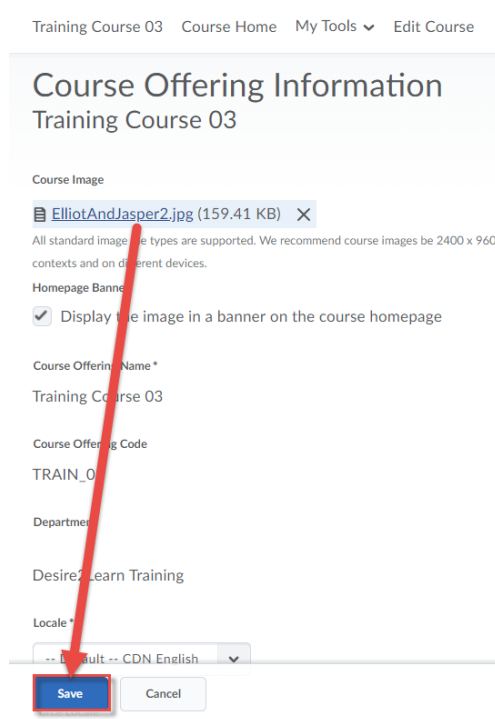 Training Course 03 Course Home My Tools Edit Course
Course Offering Information
Training Course 03
Course Image
ElliotAndJasper2.jpg (159.41 KB)
All standard image types are supported. We recommend course images be 2400 x 960
contexts and on different devices.
Homepage Banner
Display the image in a banner on the course homepage
Course Offering Name *
Training Course 03
Course Offering Code
TRAIN_0
Department
Desire2Learn Training
Locale *
-- Default -- CDN English
Save Cancel